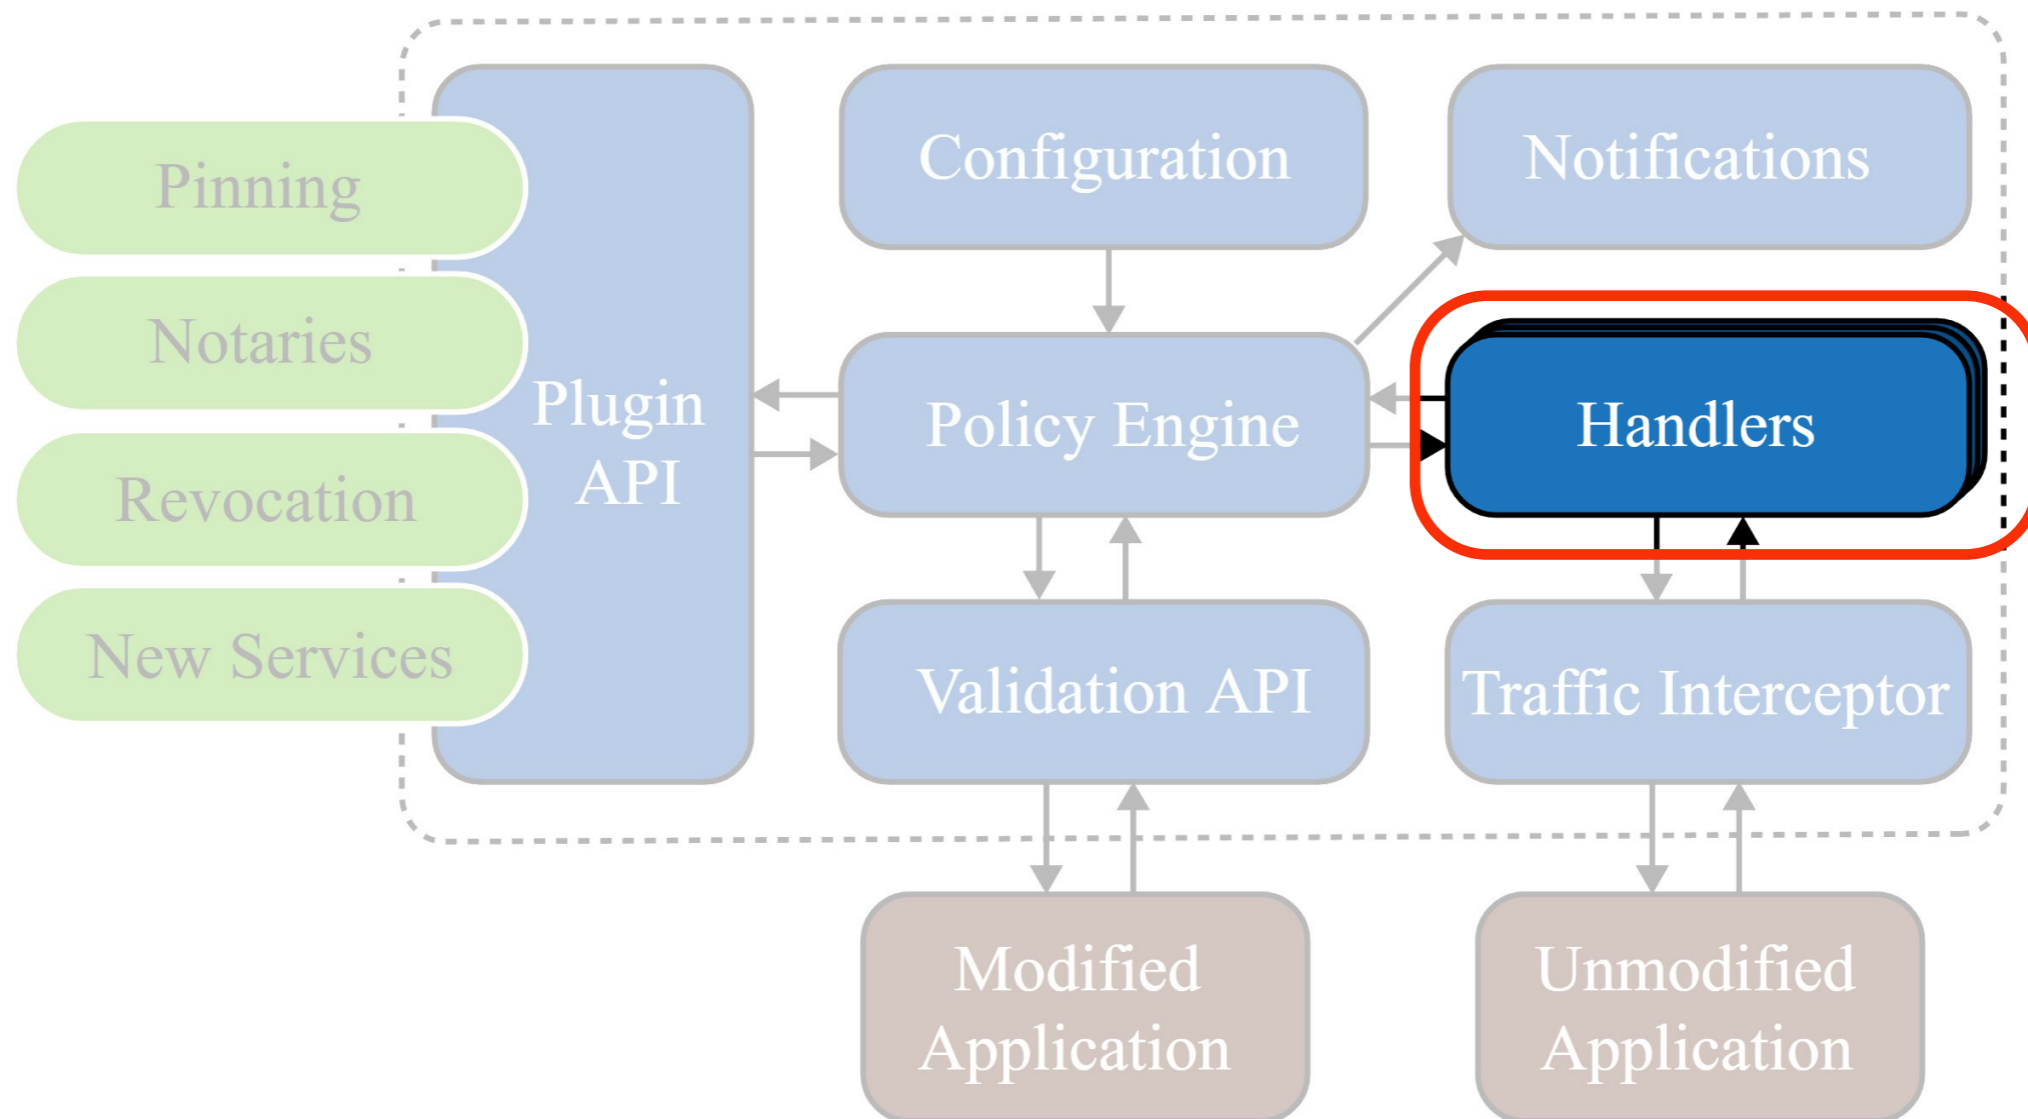 Pinning
Notaries
Revocation
New Services
Plugin
API
Configuration
Notifications
Policy Engine
Handlers
Validation API
Traffic Interceptor
Modified
Application
Unmodified
Application